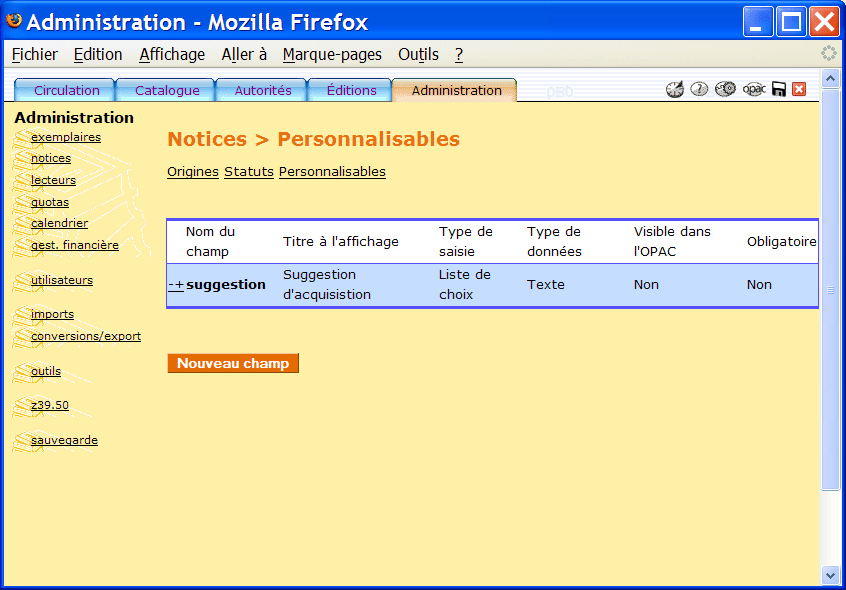 Administration - Mozilla Firefox
Fichier Edition Affichage Aller à Marque-pages Outils ?
Circulation Catalogue Autorités Éditions Administration pmb opac
Administration
exemplaires
notices
lecteurs
quotas
calendrier
gest. financière
utilisateurs
imports
conversions/export
outils
z39.50
sauvegarde
Notices > Personnalisables
Origines Statuts Personnalisables
Nom du champ Titre à l'affichage Type de saisie Type de données Visible dans l'OPAC Obligatoire
-+ suggestion Suggestion d'acquisistion Liste de choix Texte Non Non
Nouveau champ